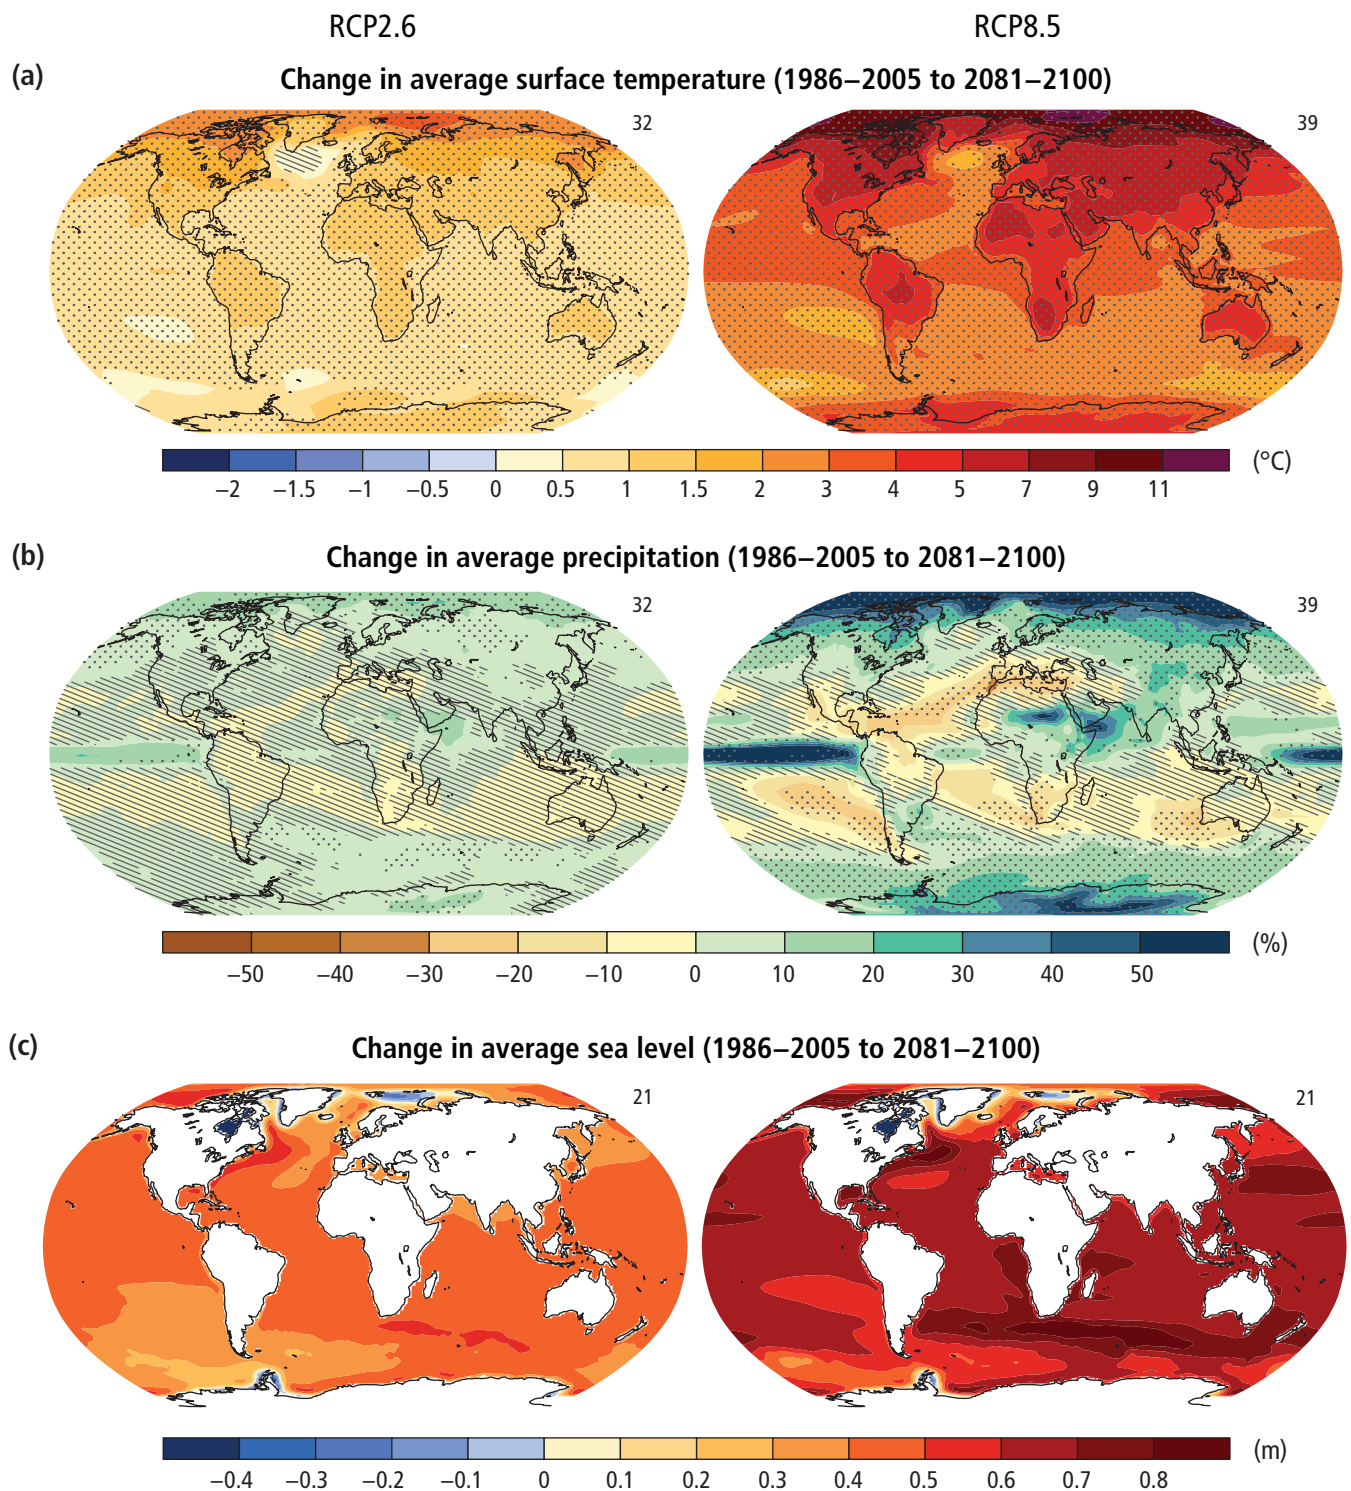 RCP2.6 RCP8.5
(a) Change in average surface temperature (1986–2005 to 2081–2100)
32 39
−2 −1.5 −1 −0.5 0 0.5 1 1.5 2 3 4 5 7 9 11 (°C)
(b) Change in average precipitation (1986–2005 to 2081–2100)
32 39
−50 −40 −30 −20 −10 0 10 20 30 40 50 (%)
(c) Change in average sea level (1986–2005 to 2081–2100)
21 21
−0.4 −0.3 −0.2 −0.1 0 0.1 0.2 0.3 0.4 0.5 0.6 0.7 0.8 (m)